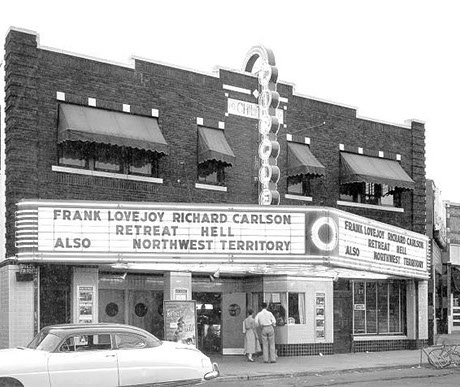 FRANK LOVEJOY RICHARD CARLSON
RETREAT HELL
ALSO NORTHWEST TERRITORY
FRANK LOVEJOY RICHARD CARLSON
RETREAT HELL
ALSO NORTHWEST TERRITORY